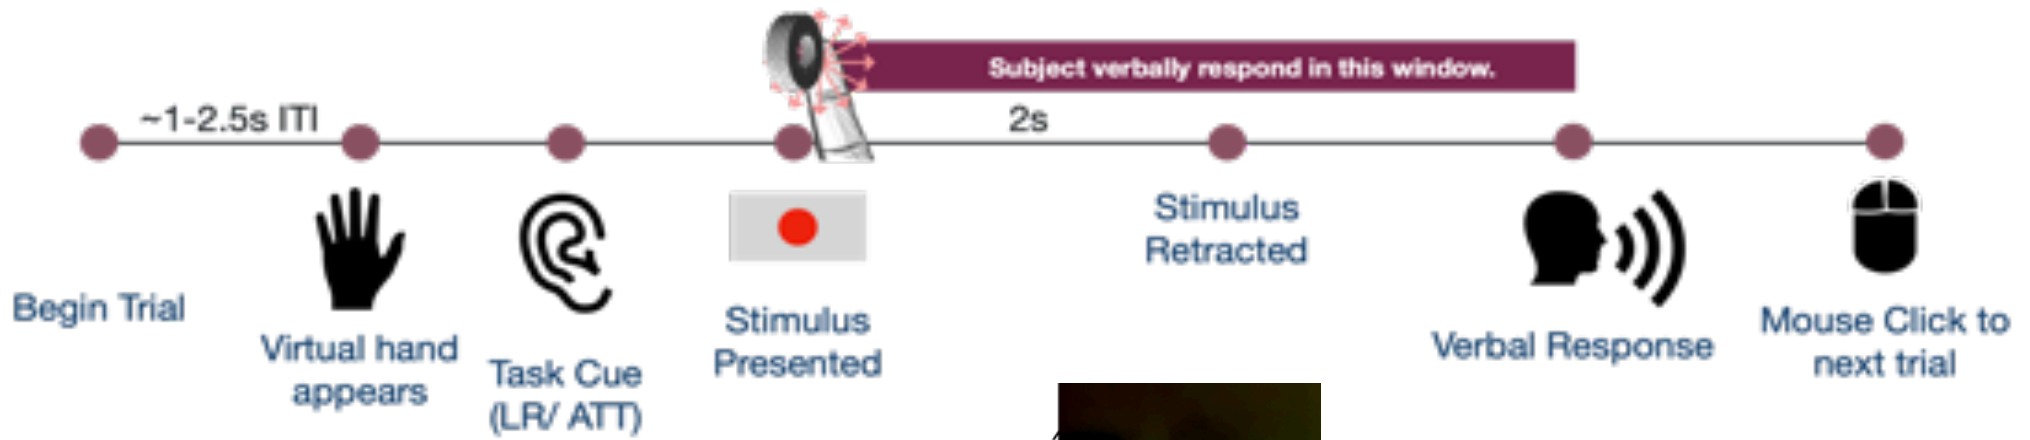 Subject verbally respond in this window.
~1-2.5s ITI
2s
Begin Trial
Virtual hand
appears
Task Cue
(LR/ ATT)
Stimulus
Presented
Stimulus
Retracted
Verbal Response
Mouse Click to
next trial